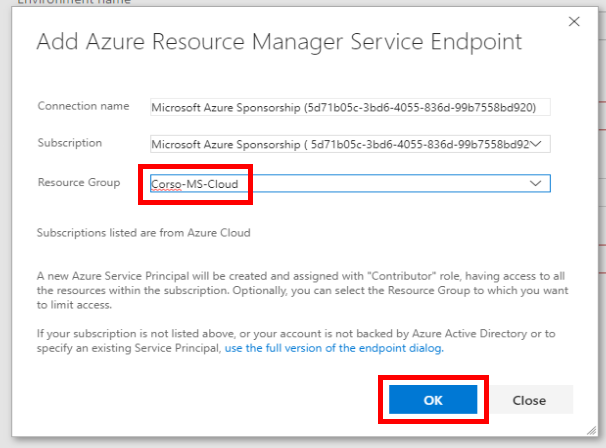 Environment name
Add Azure Resource Manager Service Endpoint
Connection name
Microsoft Azure Sponsorship (5d71b05c-3bd6-4055-836d-99b7558bd920)
Subscription
Microsoft Azure Sponsorship ( 5d71b05c-3bd6-4055-836d-99b7558bd92
Resource Group
Corso-MS-Cloud
Subscriptions listed are from Azure Cloud
A new Azure Service Principal will be created and assigned with "Contributor" role, having access to all
the resources within the subscription. Optionally, you can select the Resource Group to which you want
to limit access.
If your subscription is not listed above, or your account is not backed by Azure Active Directory or to
specify an existing Service Principal, use the full version of the endpoint dialog.
OK
Close